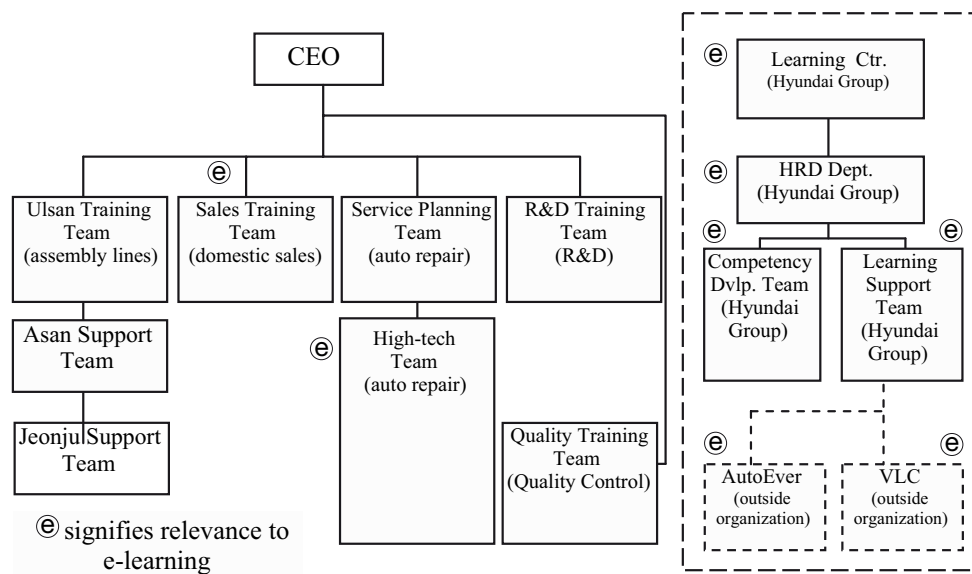 CEO
ⓔ
Ulsan Training
Team
(assembly lines)
Sales Training
Team
(domestic sales)
Service Planning
Team
(auto repair)
R&D Training
Team
(R&D)
Asan Support
Team
ⓔ
High-tech
Team
(auto repair)
Jeonju Support
Team
Quality Training
Team
(Quality Control)
ⓔ signifies relevance to
e-learning
ⓔ
Learning Ctr.
(Hyundai Group)
ⓔ
HRD Dept.
(Hyundai Group)
ⓔ
Competency
Dvlp. Team
(Hyundai
Group)
ⓔ
Learning
Support
Team
(Hyundai
Group)
ⓔ
AutoEver
(outside
organization)
ⓔ
VLC
(outside
organization)